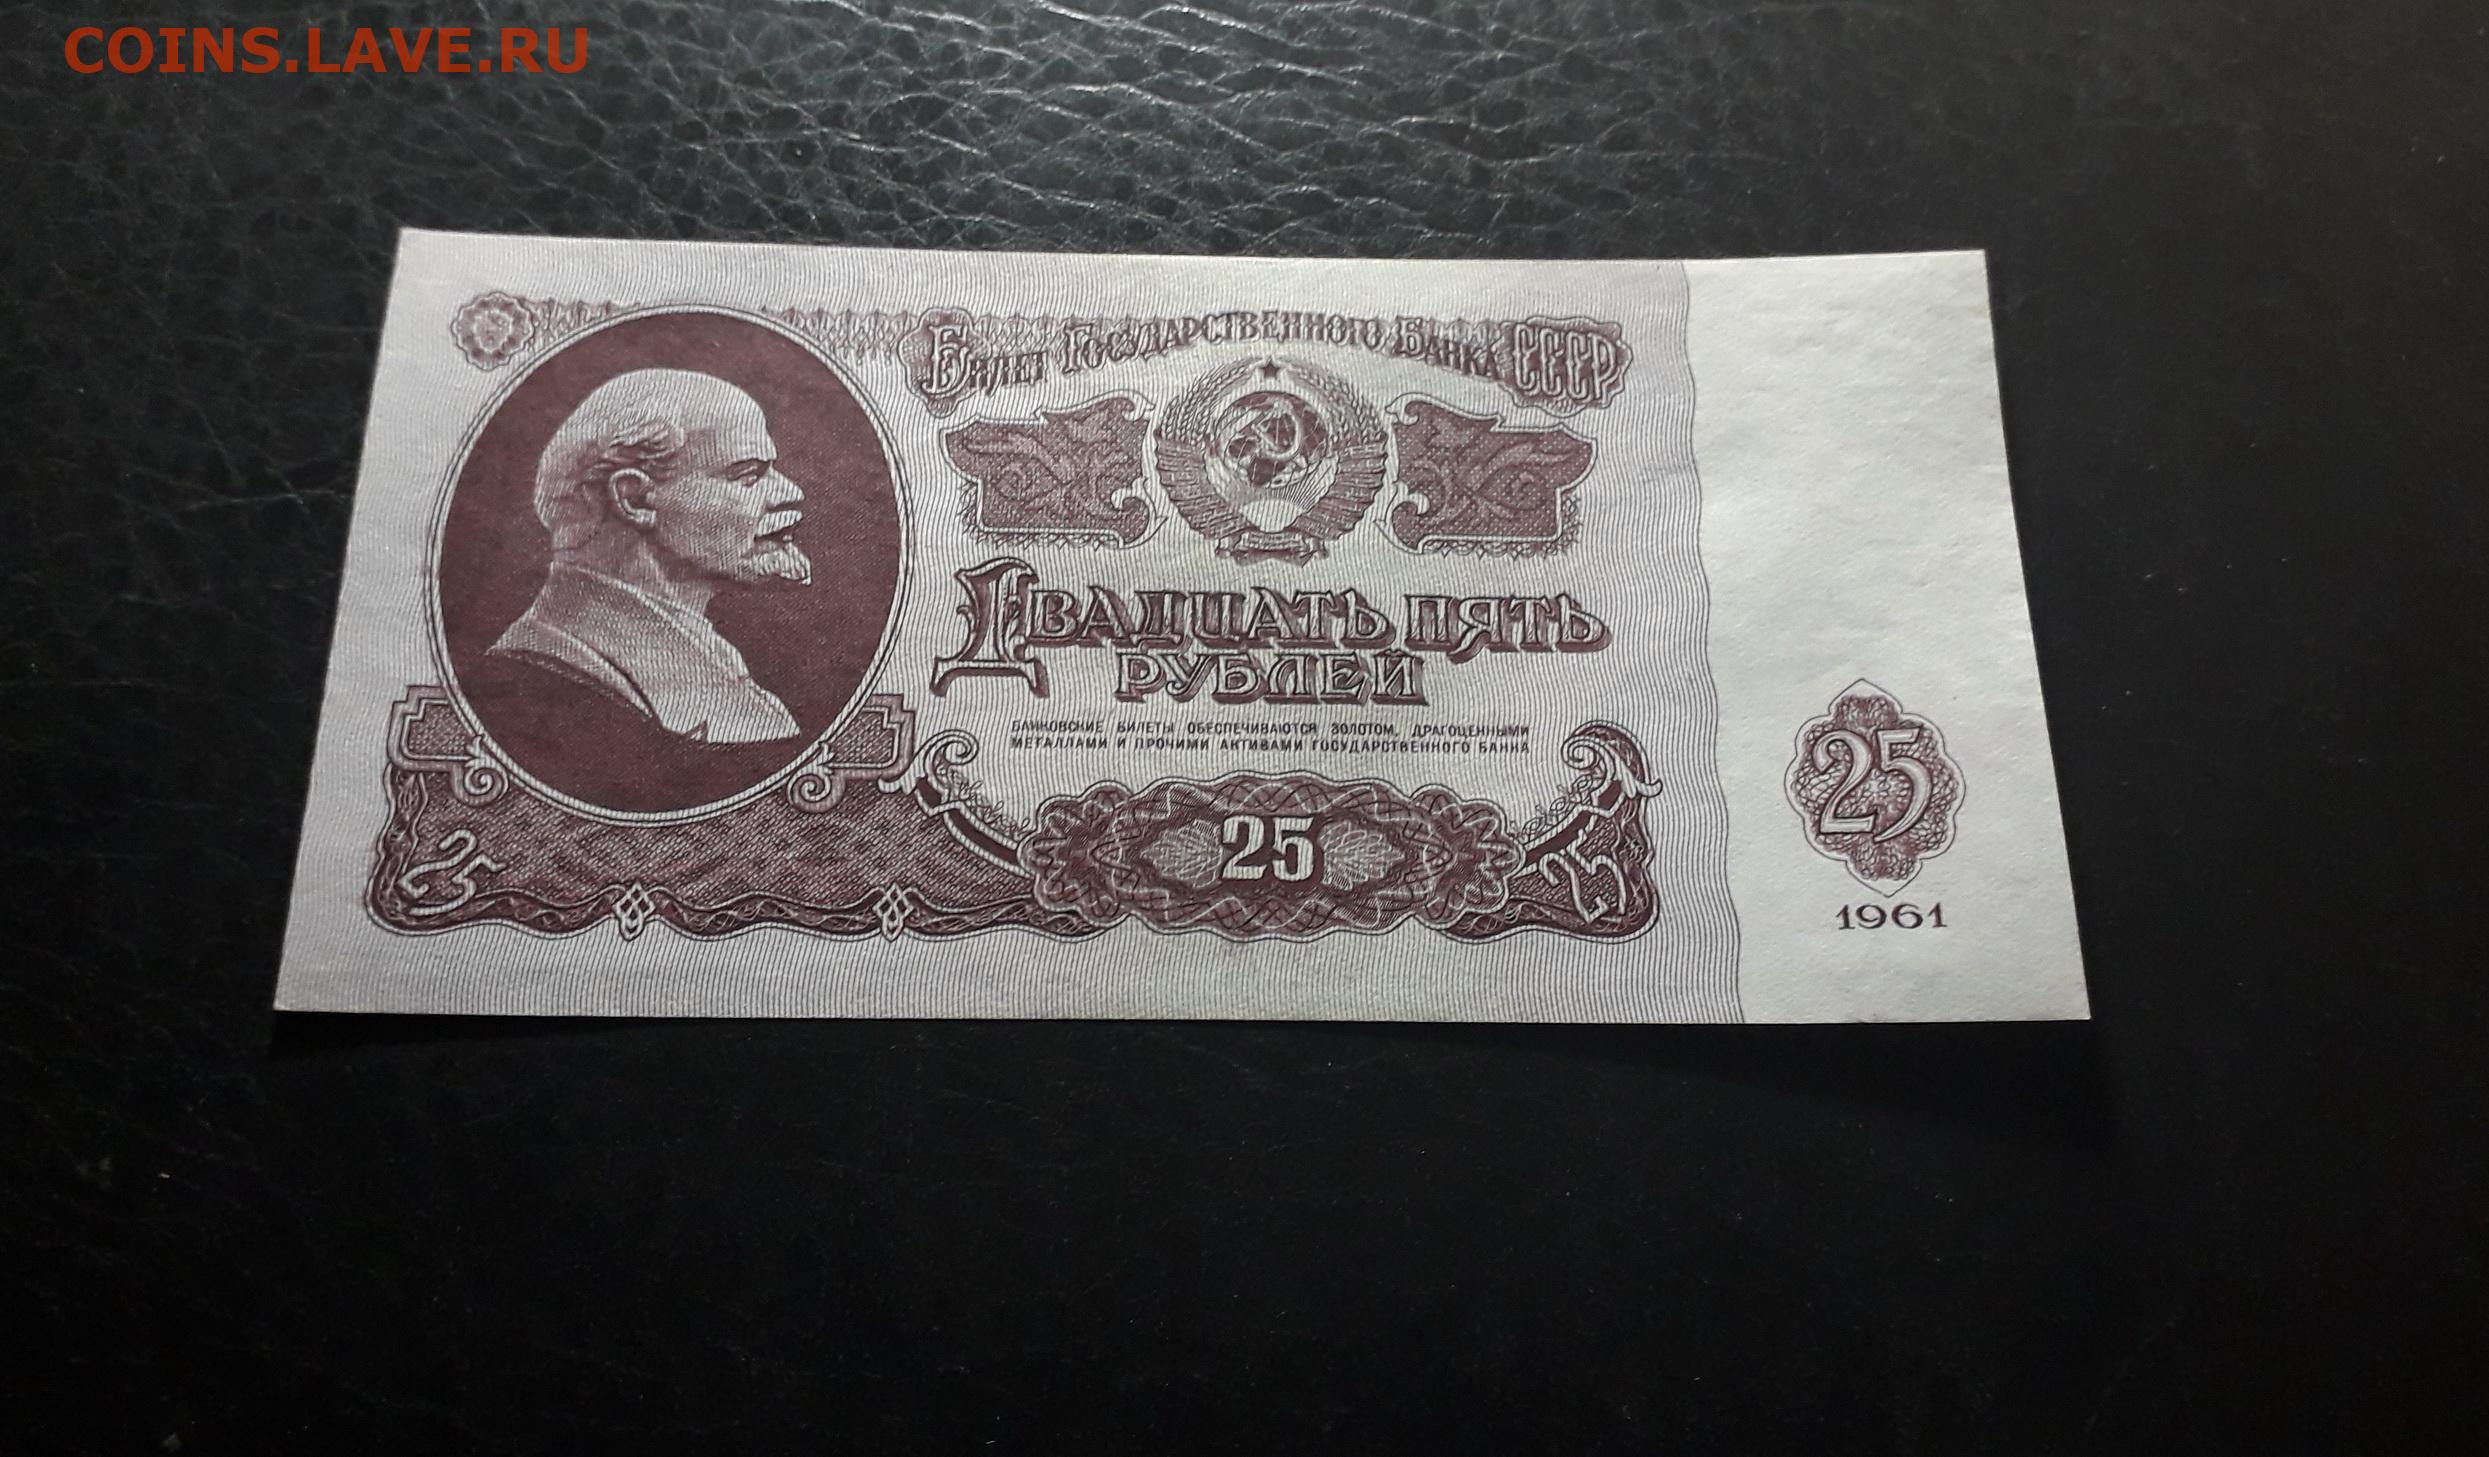 COINS.LAVE.RU
Билет Государственного Банка СССР
Двадцать пять
рублей
БАНКОВСКИЕ БИЛЕТЫ ОБЕСПЕЧИВАЮТСЯ ЗОЛОТОМ, ДРАГОЦЕННЫМИ
МЕТАЛЛАМИ И ПРОЧИМИ АКТИВАМИ ГОСУДАРСТВЕННОГО БАНКА
25
25
25
25
1961